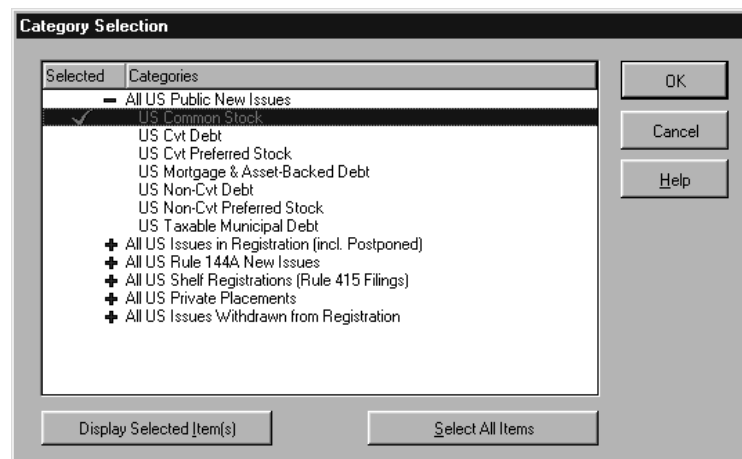 Category Selection
Selected Categories
All US Public New Issues
US Common Stock
US Cvt Debt
US Cvt Preferred Stock
US Mortgage & Asset-Backed Debt
US Non-Cvt Debt
US Non-Cvt Preferred Stock
US Taxable Municipal Debt
All US Issues in Registration (incl. Postponed)
All US Rule 144A New Issues
All US Shelf Registrations (Rule 415 Filings)
All US Private Placements
All US Issues Withdrawn from Registration
OK
Cancel
Help
Display Selected Item(s)
Select All Items